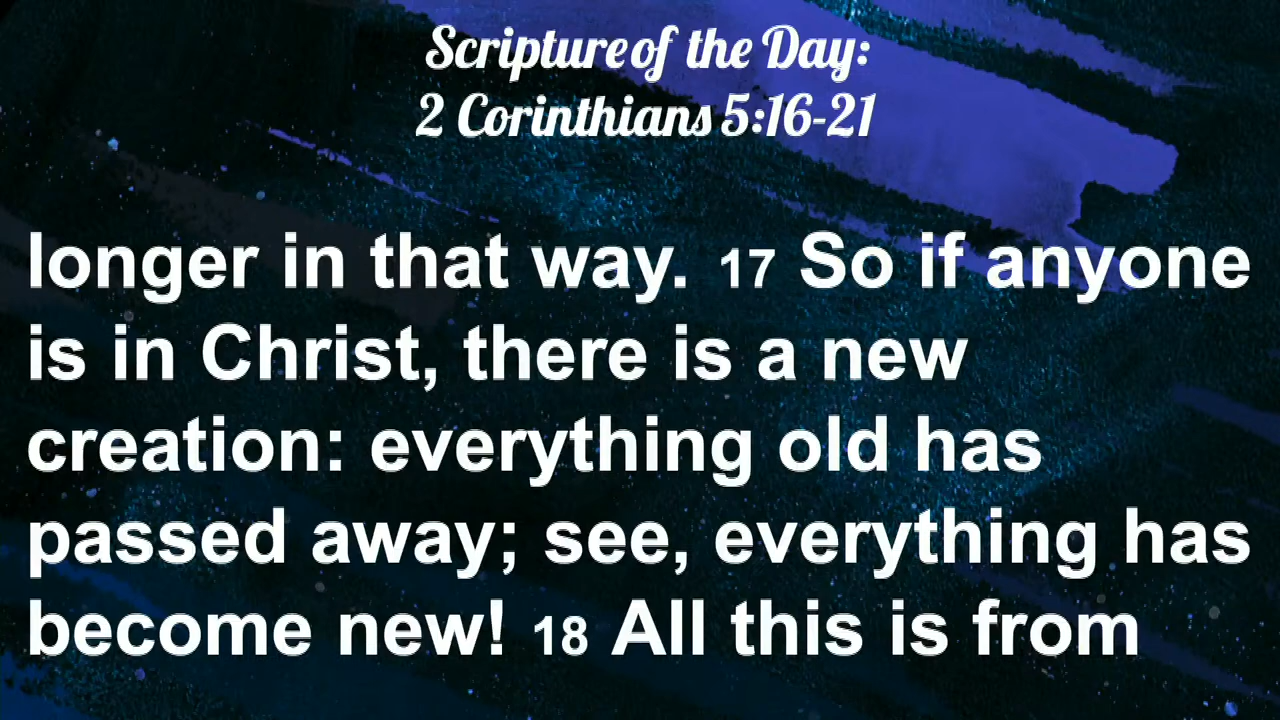 Scripture of the Day:
2 Corinthians 5:16-21
longer in that way. 17 So if anyone
is in Christ, there is a new
creation: everything old has
passed away; see, everything has
become new! 18 All this is from